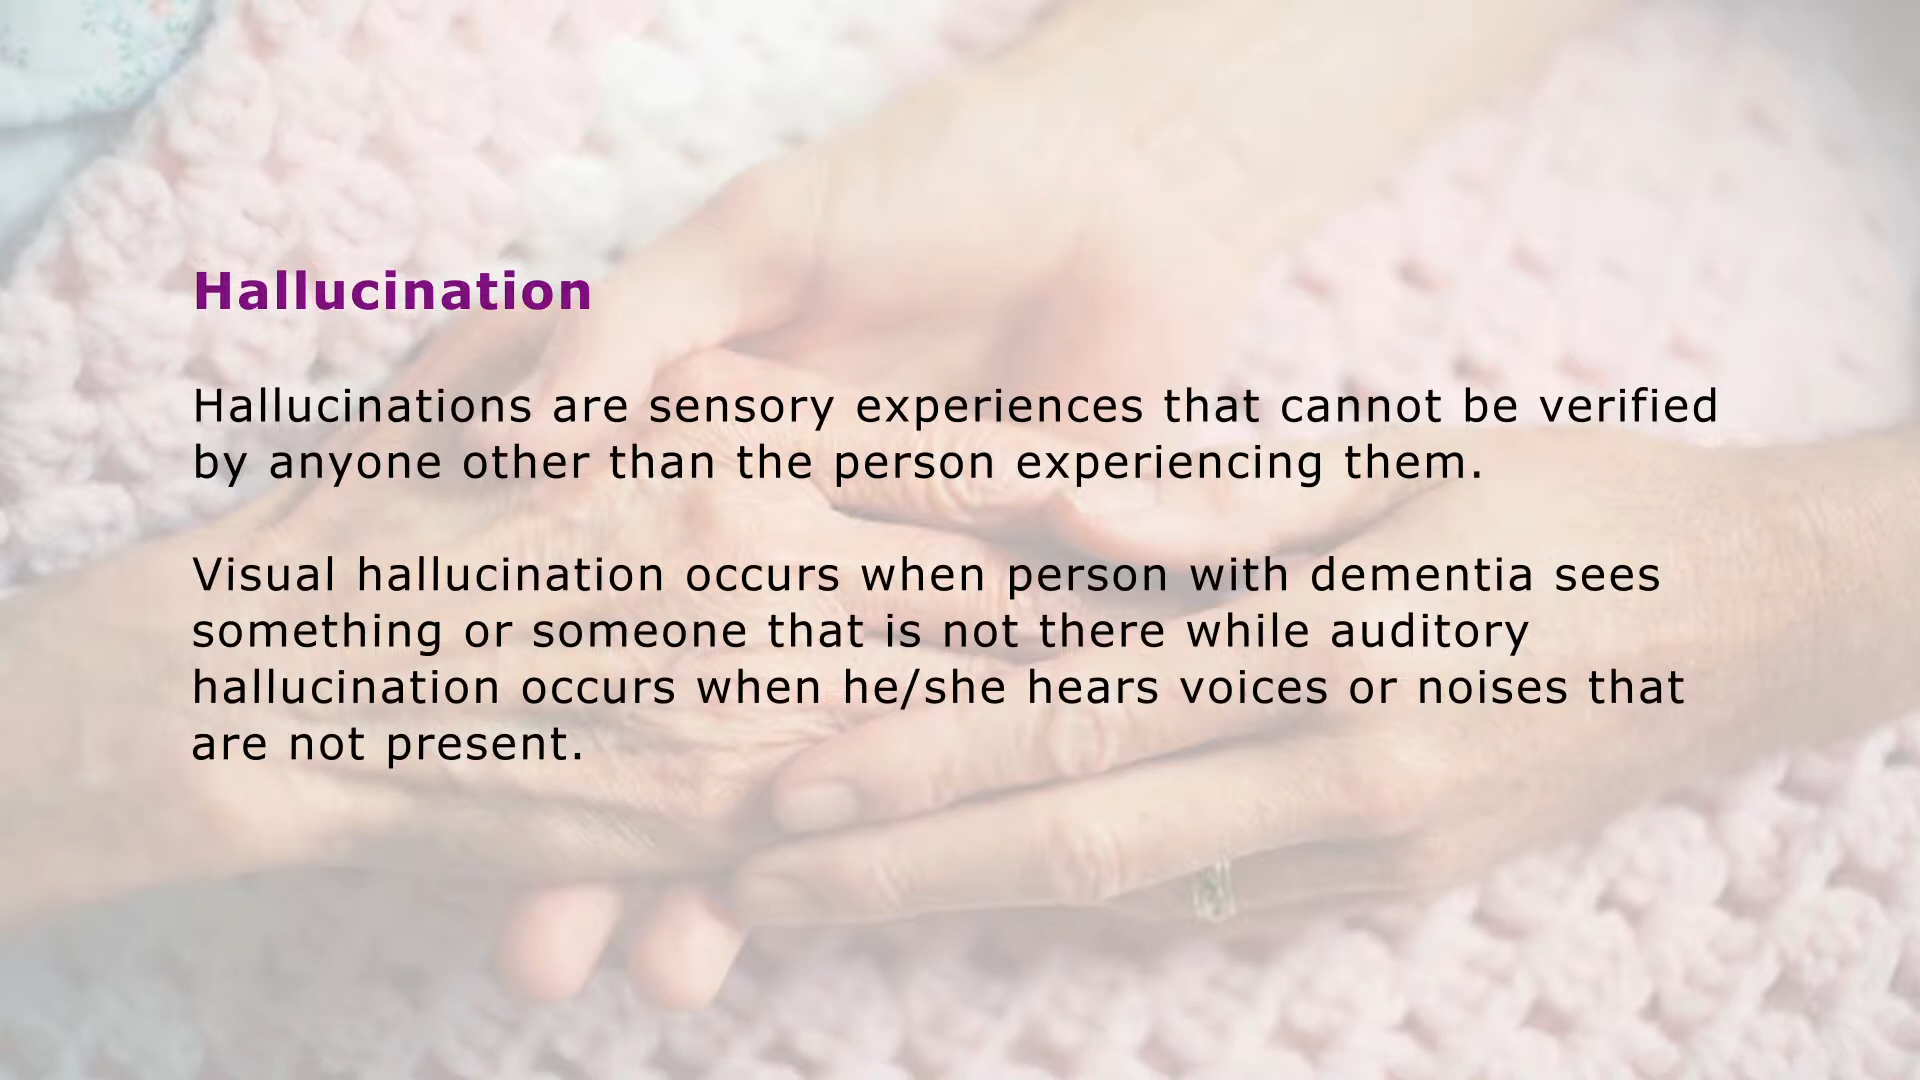 Hallucination
Hallucinations are sensory experiences that cannot be verified
by anyone other than the person experiencing them.
Visual hallucination occurs when person with dementia sees
something or someone that is not there while auditory
hallucination occurs when he/she hears voices or noises that
are not present.